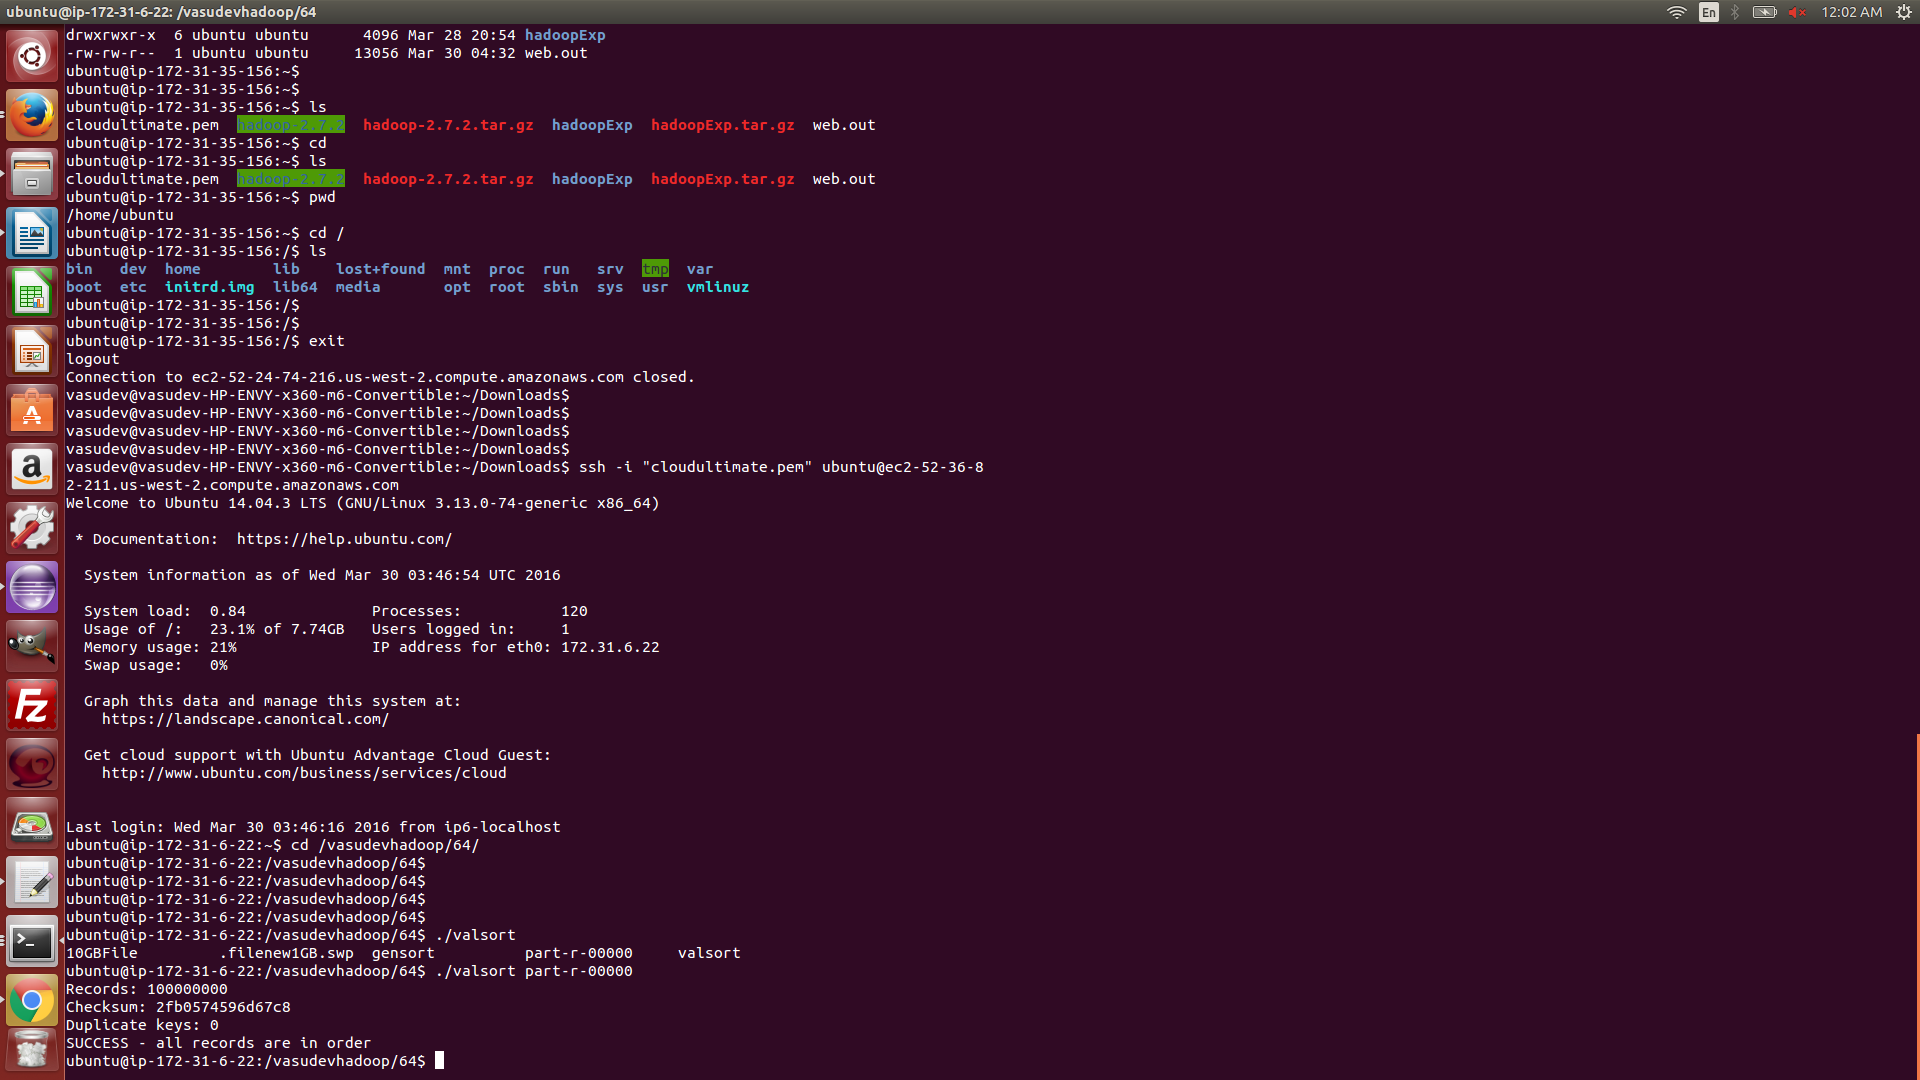 ubuntu@ip-172-31-6-22: /vasudevhadoop/64 En 12:02 AM
drwxrwxr-x  6 ubuntu ubuntu      4096 Mar 28 20:54 hadoopExp
-rw-rw-r--  1 ubuntu ubuntu     13056 Mar 30 04:32 web.out
ubuntu@ip-172-31-35-156:~$
ubuntu@ip-172-31-35-156:~$
ubuntu@ip-172-31-35-156:~$ ls
cloudultimate.pem  hadoop-2.7.2  hadoop-2.7.2.tar.gz  hadoopExp  hadoopExp.tar.gz  web.out
ubuntu@ip-172-31-35-156:~$ cd
ubuntu@ip-172-31-35-156:~$ ls
cloudultimate.pem  hadoop-2.7.2  hadoop-2.7.2.tar.gz  hadoopExp  hadoopExp.tar.gz  web.out
ubuntu@ip-172-31-35-156:~$ pwd
/home/ubuntu
ubuntu@ip-172-31-35-156:~$ cd /
ubuntu@ip-172-31-35-156:/$ ls
bin   dev  home        lib    lost+found  mnt  proc  run   srv  tmp  var
boot  etc  initrd.img  lib64  media       opt  root  sbin  sys  usr  vmlinuz
ubuntu@ip-172-31-35-156:/$
ubuntu@ip-172-31-35-156:/$
ubuntu@ip-172-31-35-156:/$ exit
logout
Connection to ec2-52-24-74-216.us-west-2.compute.amazonaws.com closed.
vasudev@vasudev-HP-ENVY-x360-m6-Convertible:~/Downloads$
vasudev@vasudev-HP-ENVY-x360-m6-Convertible:~/Downloads$
vasudev@vasudev-HP-ENVY-x360-m6-Convertible:~/Downloads$
vasudev@vasudev-HP-ENVY-x360-m6-Convertible:~/Downloads$
vasudev@vasudev-HP-ENVY-x360-m6-Convertible:~/Downloads$ ssh -i "cloudultimate.pem" ubuntu@ec2-52-36-8
2-211.us-west-2.compute.amazonaws.com
Welcome to Ubuntu 14.04.3 LTS (GNU/Linux 3.13.0-74-generic x86_64)
 * Documentation:  https://help.ubuntu.com/
  System information as of Wed Mar 30 03:46:54 UTC 2016
  System load:  0.84              Processes:           120
  Usage of /:   23.1% of 7.74GB   Users logged in:     1
  Memory usage: 21%               IP address for eth0: 172.31.6.22
  Swap usage:   0%
  Graph this data and manage this system at:
    https://landscape.canonical.com/
  Get cloud support with Ubuntu Advantage Cloud Guest:
    http://www.ubuntu.com/business/services/cloud
Last login: Wed Mar 30 03:46:16 2016 from ip6-localhost
ubuntu@ip-172-31-6-22:~$ cd /vasudevhadoop/64/
ubuntu@ip-172-31-6-22:/vasudevhadoop/64$
ubuntu@ip-172-31-6-22:/vasudevhadoop/64$
ubuntu@ip-172-31-6-22:/vasudevhadoop/64$
ubuntu@ip-172-31-6-22:/vasudevhadoop/64$
ubuntu@ip-172-31-6-22:/vasudevhadoop/64$ ./valsort
10GBFile         .filenew1GB.swp  gensort          part-r-00000     valsort
ubuntu@ip-172-31-6-22:/vasudevhadoop/64$ ./valsort part-r-00000
Records: 100000000
Checksum: 2fb0574596d67c8
Duplicate keys: 0
SUCCESS - all records are in order
ubuntu@ip-172-31-6-22:/vasudevhadoop/64$